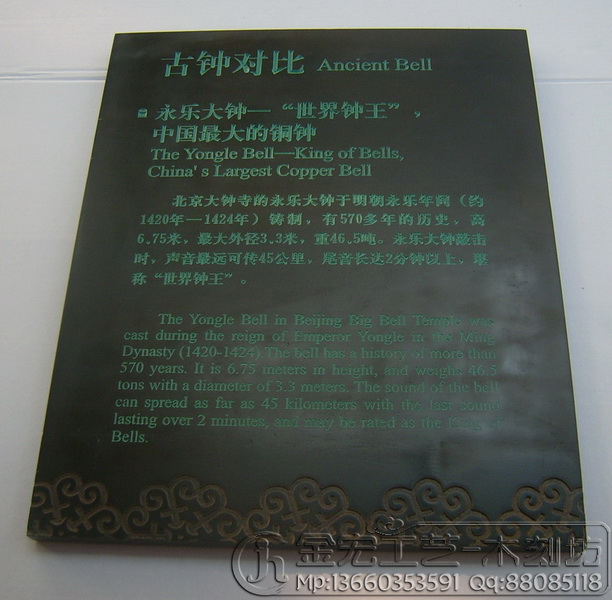 古钟对比 Ancient Bell
永乐大钟—“世界钟王”，
中国最大的铜钟
The Yongle Bell—King of Bells,
China's Largest Copper Bell
北京大钟寺的永乐大钟于明朝永乐年间（约
1420年—1424年）铸制，有570多年的历史，高
6.75米，最大外径3.3米，重46.5吨。永乐大钟敲击
时，声音最远可传45公里，尾音长达2分钟以上，堪
称“世界钟王”。
The Yongle Bell in Beijing Big Bell Temple was
cast during the reign of Emperor Yongle in the Ming
Dynasty (1420-1424).The bell has a history of more than
570 years. It is 6.75 meters in height, and weighs 46.5
tons with a diameter of 3.3 meters. The sound of the bell
can spread as far as 45 kilometers with the last sound
lasting over 2 minutes, and may be rated as the King of
Bells.
金宏工艺-木刻坊
Mp:13660353591 Qq:88085118